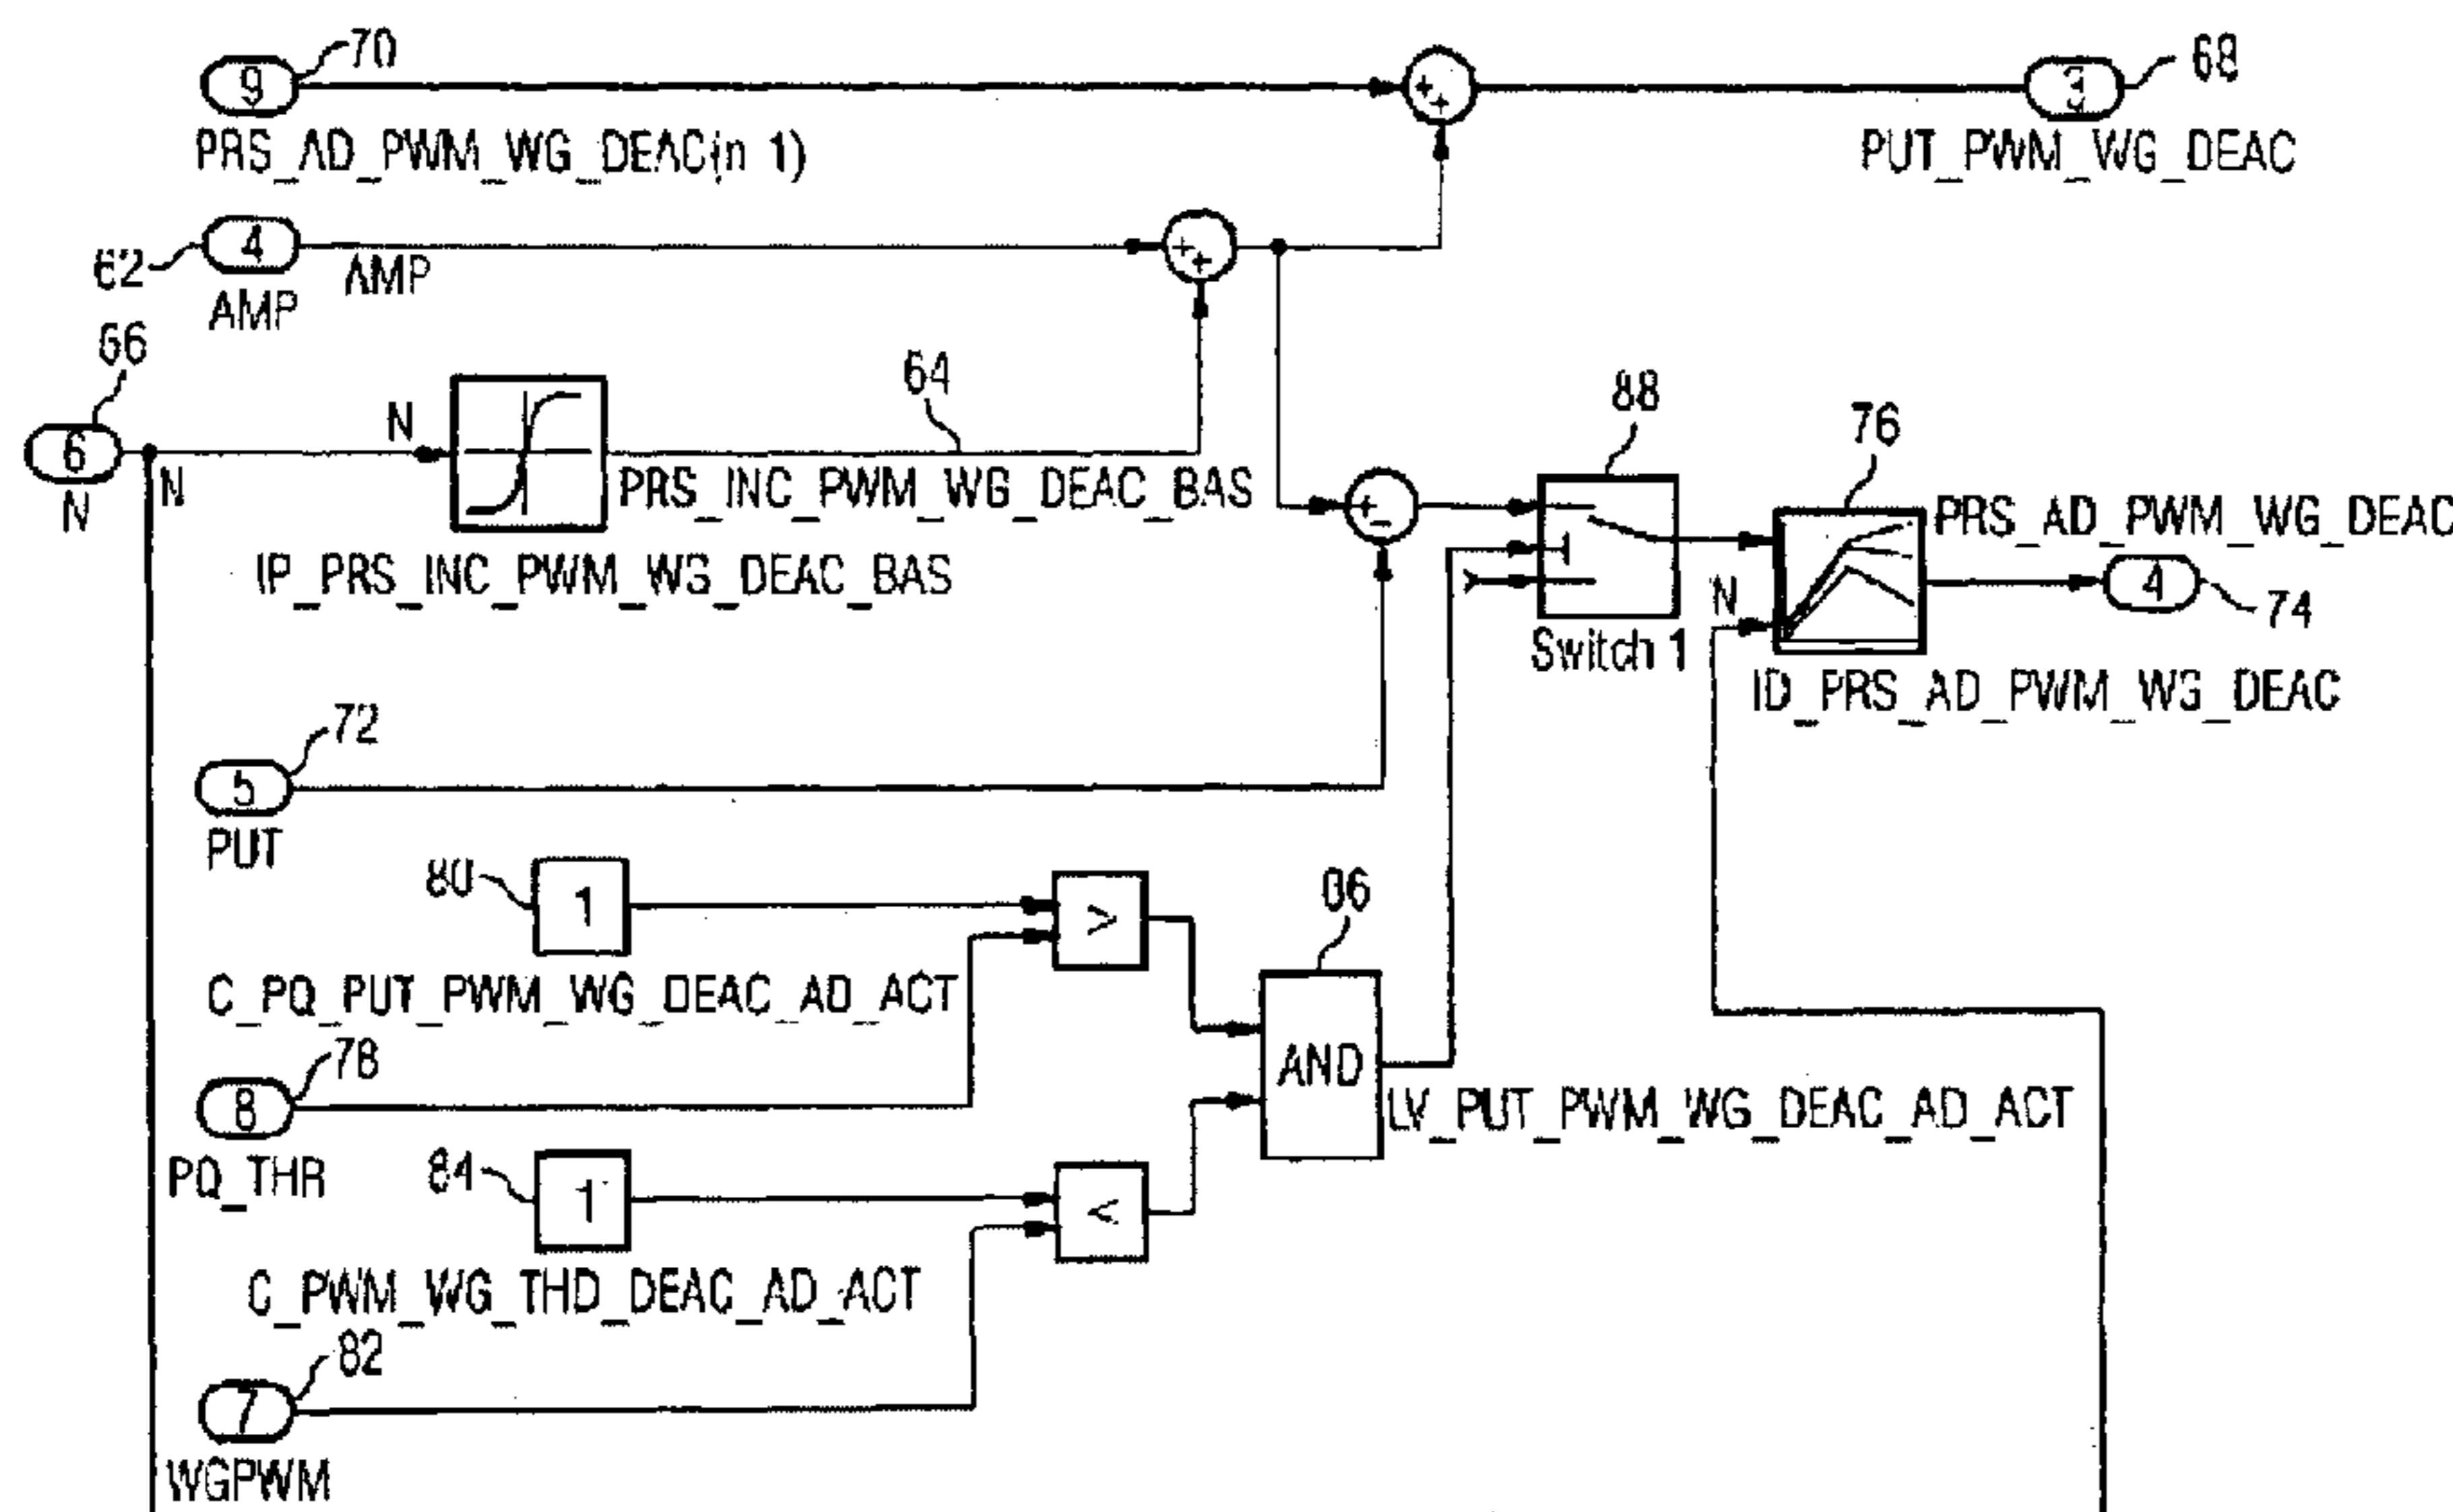 70
9
3
68
PRS_AD_PWM_WG_DEAC(n 1)
PUT_PWM_WG_DEAC
+
+
62
4
AMP
AMP
+
+
66
6
N
N
N
64
PRS_INC_PWM_WG_DEAC_BAS
IP_PRS_INC_PWM_WG_DEAC_BAS
88
76
+
-
PRS_AD_PWM_WG_DEAC
4
74
N
Switch 1
ID_PRS_AD_PWM_WG_DEAC
72
5
PUT
80
1
>
C_PQ_PUT_PWM_WG_DEAC_AD_ACT
78
8
PQ_THR
AND
LV_PUT_PWM_WG_DEAC_AD_ACT
84
1
<
C_PWM_WG_THD_DEAC_AD_ACT
82
7
WGPWM